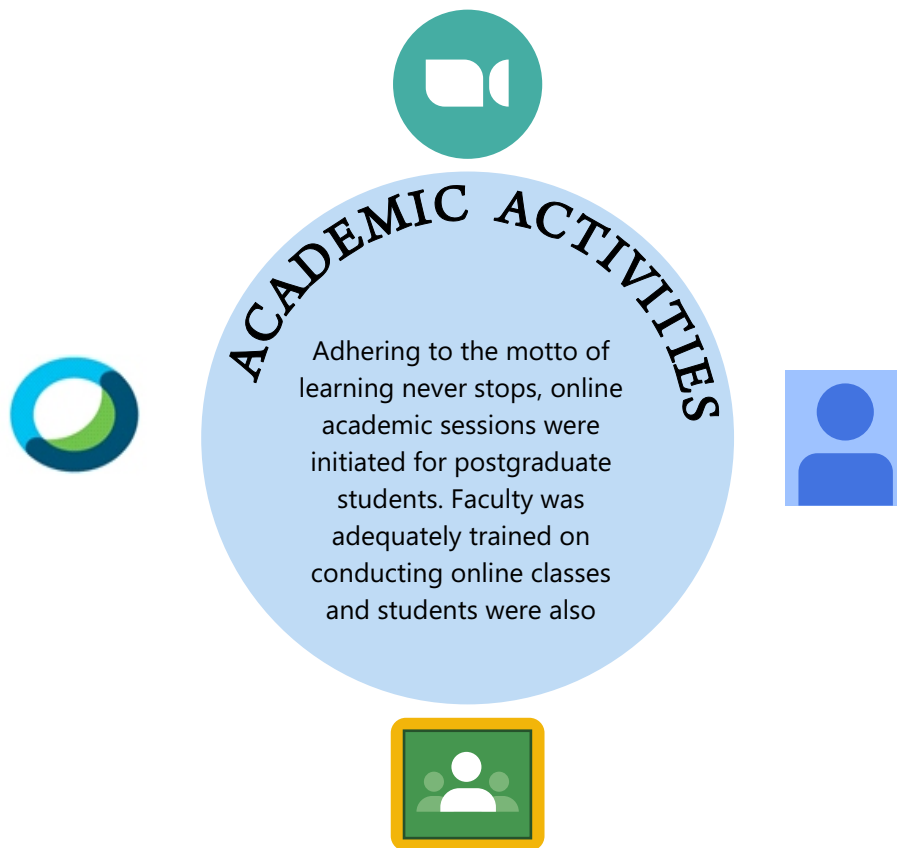 ACADEMIC ACTIVITIES
Adhering to the motto of
learning never stops, online
academic sessions were
initiated for postgraduate
students. Faculty was
adequately trained on
conducting online classes
and students were also